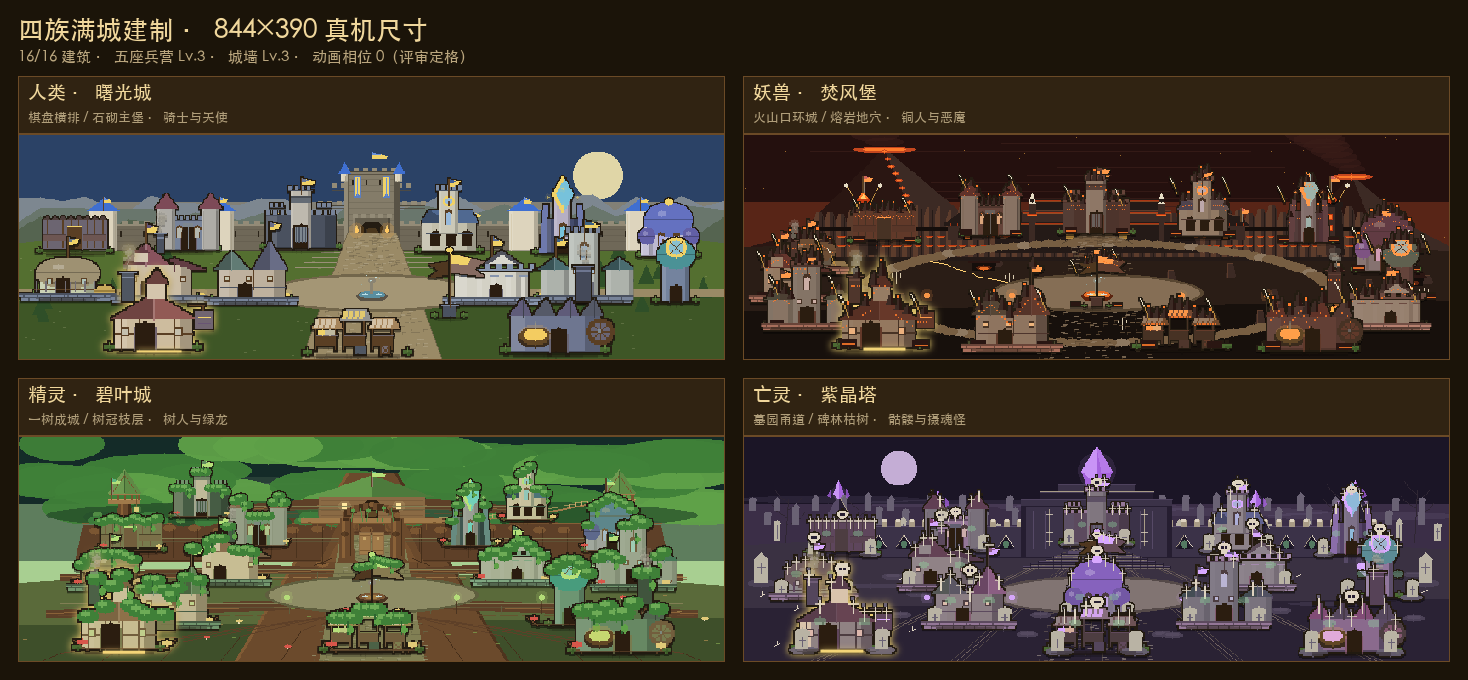 四族满城建制 · 844×390 真机尺寸
16/16 建筑 · 五座兵营 Lv.3 · 城墙 Lv.3 · 动画相位 0（评审定格）
人类 · 曙光城
棋盘横排 / 石砌主堡 · 骑士与天使
妖兽 · 焚风堡
火山口环城 / 熔岩地穴 · 铜人与恶魔
精灵 · 碧叶城
一树成城 / 树冠枝层 · 树人与绿龙
亡灵 · 紫晶塔
墓园甬道 / 碑林枯树 · 骷髅与摄魂怪